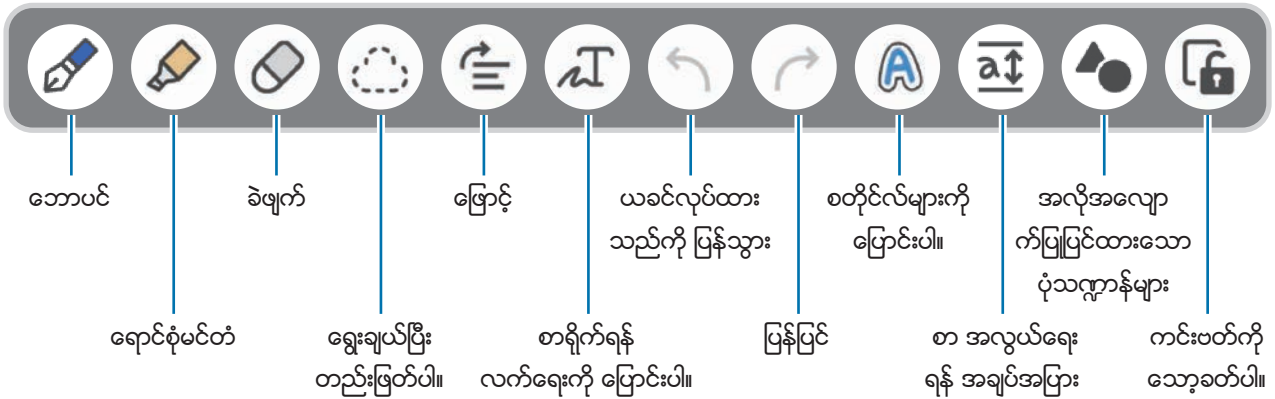 ဘောပင်
ခဲဖျက်
ဖြောင့်
ယခင်လုပ်ထား
သည်ကို ပြန်သွား
စတိုင်လ်များကို
ပြောင်းပါ။
အလိုအလျော
က်ပြုပြင်ထားသော
ပုံသဏ္ဍာန်များ
ရောင်စုံမင်တံ
ရွေးချယ်ပြီး
တည်းဖြတ်ပါ။
စာရိုက်ရန်
လက်ရေးကို ပြောင်းပါ။
ပြန်ပြင်
စာ အလွယ်ရေး
ရန် အချပ်အပြား
ကင်းဗတ်ကို
သော့ခတ်ပါ။